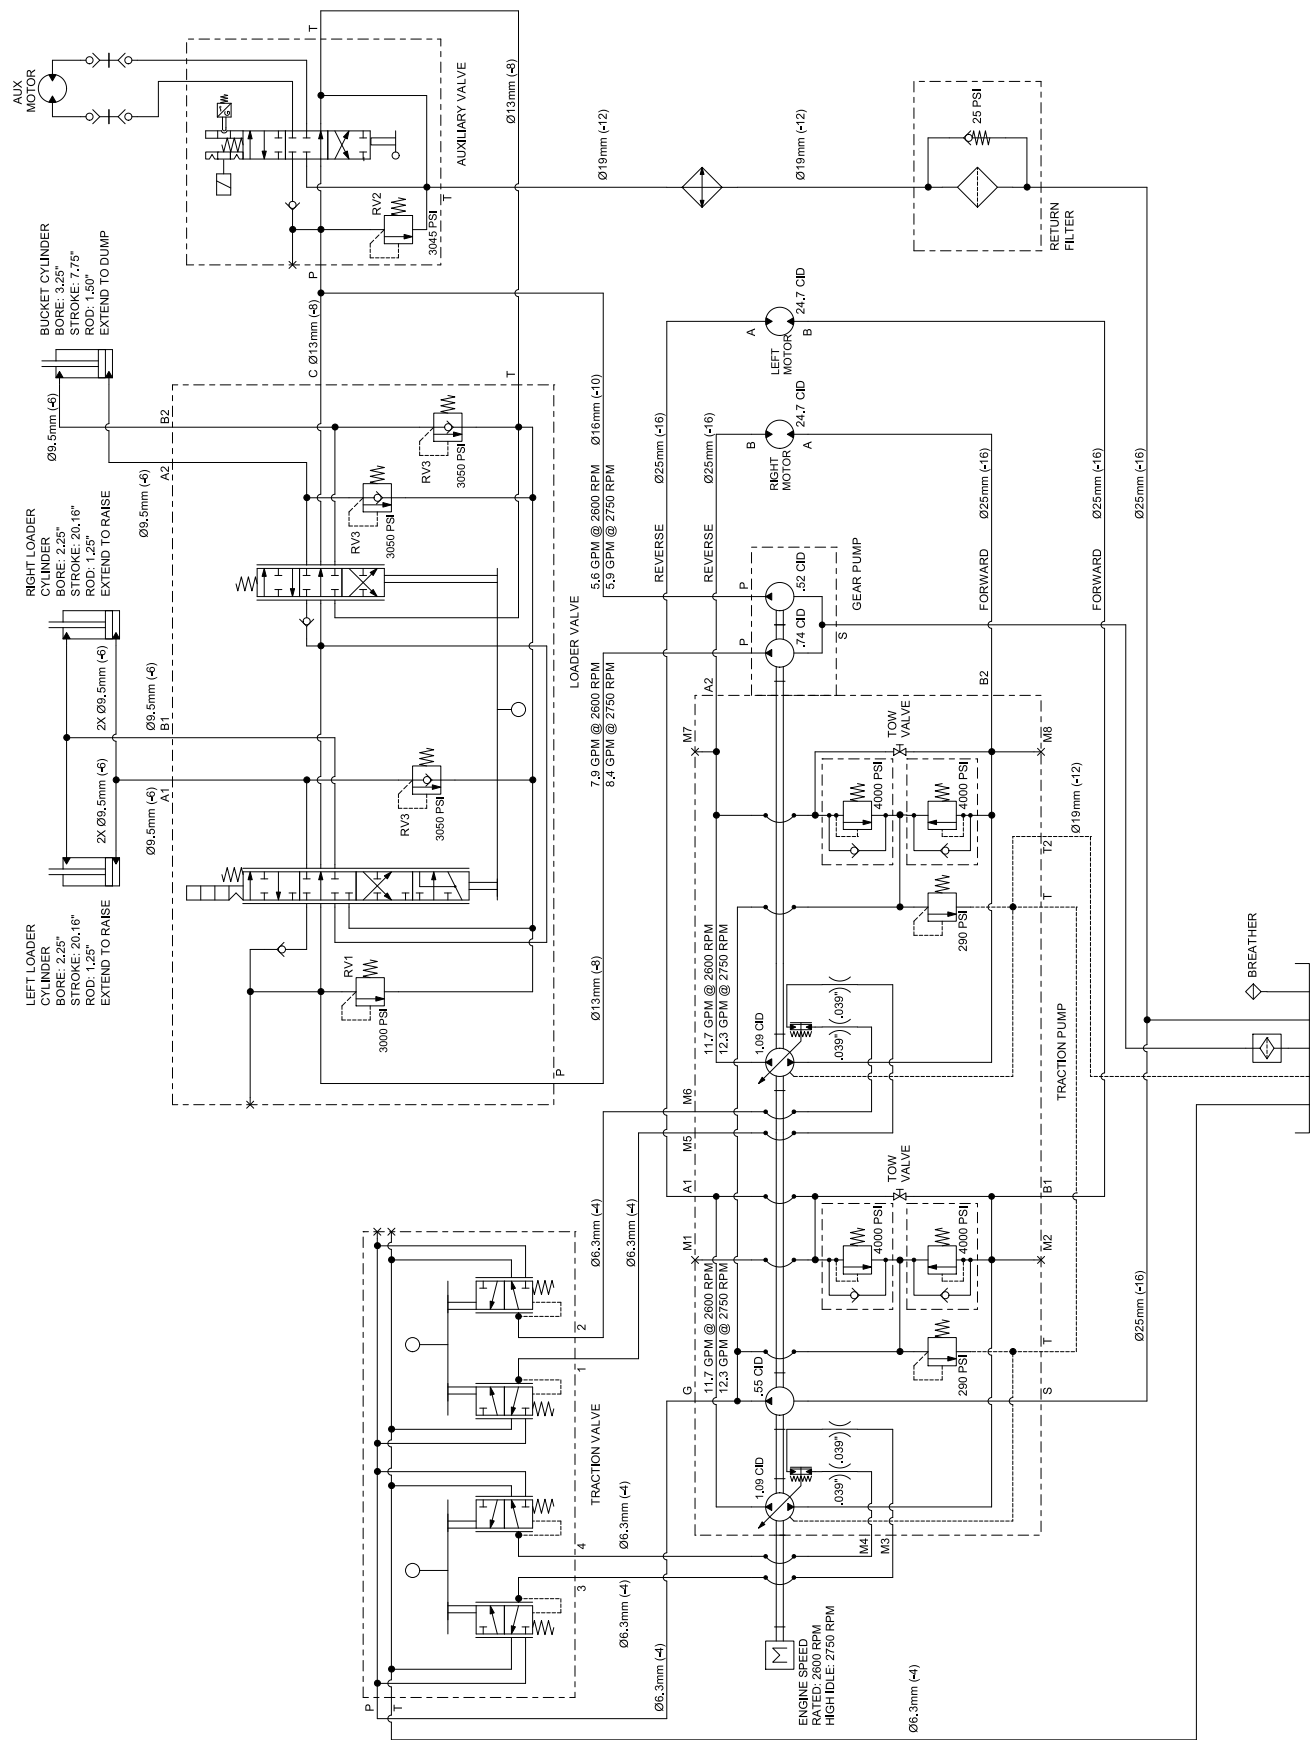 LEFT LOADER
CYLINDER
BORE: 2.25"
STROKE: 20.16"
ROD: 1.25"
EXTEND TO RAISE
RIGHT LOADER
CYLINDER
BORE: 2.25"
STROKE: 20.16"
ROD: 1.25"
EXTEND TO RAISE
BUCKET CYLINDER
BORE: 3.25"
STROKE: 7.75"
ROD: 1.50"
EXTEND TO DUMP
AUX
MOTOR
Ø9.5mm (-6)
2X Ø9.5mm (-6)
2X Ø9.5mm (-6)
Ø9.5mm (-6)
A1
Ø9.5mm (-6)
B1
Ø9.5mm (-6)
A2
B2
T
AUXILIARY VALVE
Ø13mm (-8)
RV2
3045 PSI
T
P
C
Ø13mm (-8)
T
RV1
3000 PSI
RV3
3050 PSI
RV3
3050 PSI
RV3
3050 PSI
LOADER VALVE
P
Ø13mm (-8)
7.9 GPM @ 2600 RPM
8.4 GPM @ 2750 RPM
5.6 GPM @ 2600 RPM
5.9 GPM @ 2750 RPM
Ø16mm (-10)
Ø19mm (-12)
Ø19mm (-12)
25 PSI
RETURN
FILTER
P
T
3
4
1
2
TRACTION VALVE
Ø6.3mm (-4)
Ø6.3mm (-4)
Ø6.3mm (-4)
Ø6.3mm (-4)
Ø6.3mm (-4)
Ø6.3mm (-4)
REVERSE
Ø25mm (-16)
REVERSE
Ø25mm (-16)
A
LEFT
MOTOR
24.7 CID
B
B
RIGHT
MOTOR
24.7 CID
A
P
P
.74 CID
.52 CID
S
GEAR PUMP
FORWARD
Ø25mm (-16)
FORWARD
Ø25mm (-16)
Ø25mm (-16)
G
M1
A1
M5
M6
M7
A2
11.7 GPM @ 2600 RPM
12.3 GPM @ 2750 RPM
11.7 GPM @ 2600 RPM
12.3 GPM @ 2750 RPM
1.09 CID
.55 CID
1.09 CID
.039"
.039"
.039"
.039"
M4
M3
290 PSI
4000 PSI
4000 PSI
TOW
VALVE
290 PSI
4000 PSI
4000 PSI
TOW
VALVE
B2
S
T
M2
B1
T
T2
M8
Ø19mm (-12)
TRACTION PUMP
Ø25mm (-16)
BREATHER
M
ENGINE SPEED
RATED: 2600 RPM
HIGH IDLE: 2750 RPM